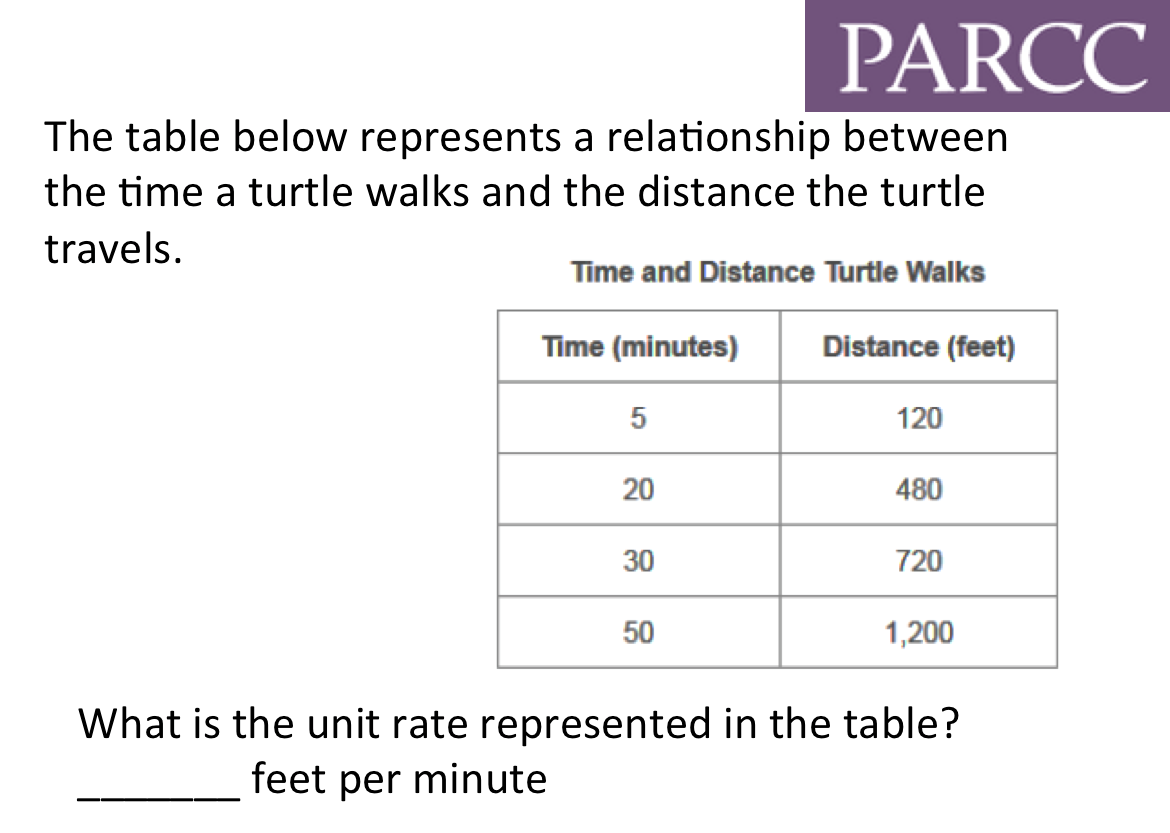 PARCC
The table below represents a relationship between
the time a turtle walks and the distance the turtle
travels.
Time and Distance Turtle Walks
Time (minutes) Distance (feet)
5 120
20 480
30 720
50 1,200
What is the unit rate represented in the table?
_______ feet per minute